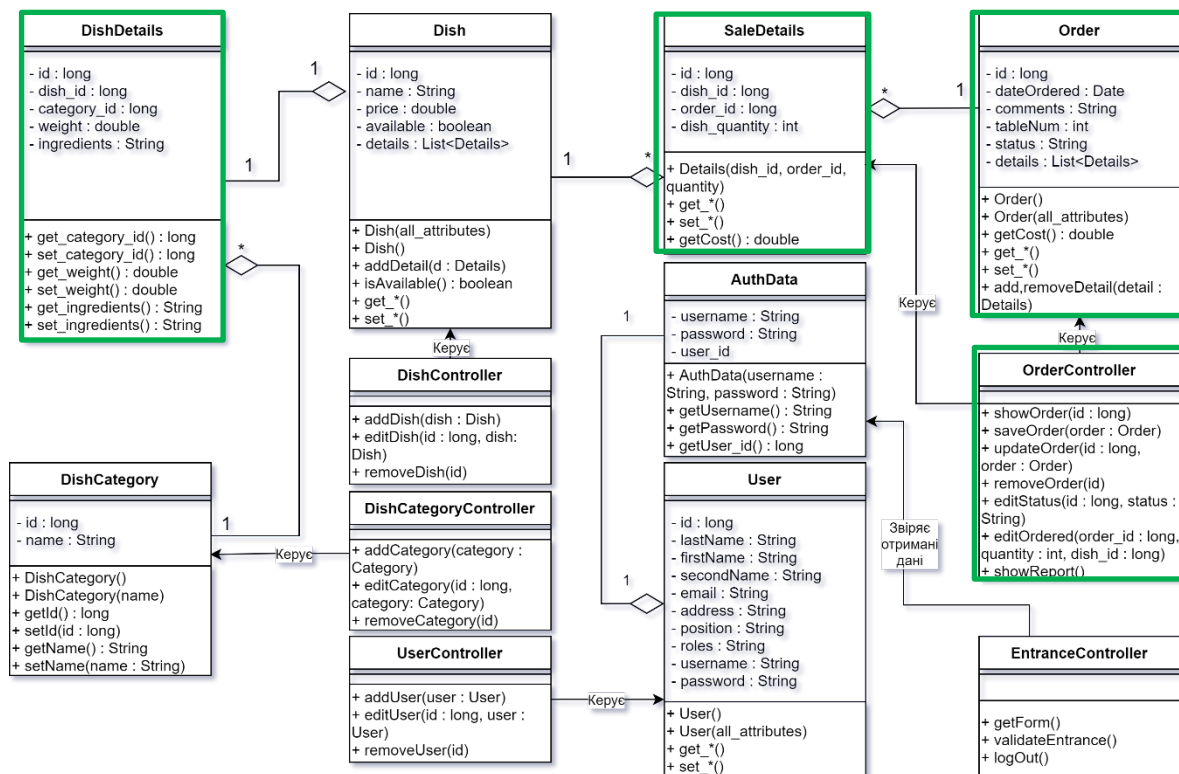 DishDetails
- id : long
- dish_id : long
- category_id : long
- weight : double
- ingredients : String
+ get_category_id() : long
+ set_category_id() : long
+ get_weight() : double
+ set_weight() : double
+ get_ingredients() : String
+ set_ingredients() : String
1
1
*
Dish
- id : long
- name : String
- price : double
- available : boolean
- details : List<Details>
+ Dish(all_attributes)
+ Dish()
+ addDetail(d : Details)
+ isAvailable() : boolean
+ get_*()
+ set_*()
1
*
SaleDetails
- id : long
- dish_id : long
- order_id : long
- dish_quantity : int
+ Details(dish_id, order_id,
quantity)
+ get_*()
+ set_*()
+ getCost() : double
*
1
Order
- id : long
- dateOrdered : Date
- comments : String
- tableNum : int
- status : String
- details : List<Details>
+ Order()
+ Order(all_attributes)
+ getCost() : double
+ get_*()
+ set_*()
+ add,removeDetail(detail :
Details)
Керує
Керує
Керує
DishController
+ addDish(dish : Dish)
+ editDish(id : long, dish:
Dish)
+ removeDish(id)
AuthData
- username : String
- password : String
- user_id
+ AuthData(username :
String, password : String)
+ getUsername() : String
+ getPassword() : String
+ getUser_id() : long
1
1
OrderController
+ showOrder(id : long)
+ saveOrder(order : Order)
+ updateOrder(id : long,
order : Order)
+ removeOrder(id)
+ editStatus(id : long, status :
String)
+ editOrdered(order_id : long,
quantity : int, dish_id : long)
+ showReport()
DishCategory
- id : long
- name : String
+ DishCategory()
+ DishCategory(name)
+ getId() : long
+ setId(id : long)
+ getName() : String
+ setName(name : String)
1
Керує
DishCategoryController
+ addCategory(category :
Category)
+ editCategory(id : long,
category: Category)
+ removeCategory(id)
User
- id : long
- lastName : String
- firstName : String
- secondName : String
- email : String
- address : String
- position : String
- roles : String
- username : String
- password : String
+ User()
+ User(all_attributes)
+ get_*()
+ set_*()
Звіряє
отримані
дані
UserController
+ addUser(user : User)
+ editUser(id : long, user :
User)
+ removeUser(id)
Керує
EntranceController
+ getForm()
+ validateEntrance()
+ logOut()